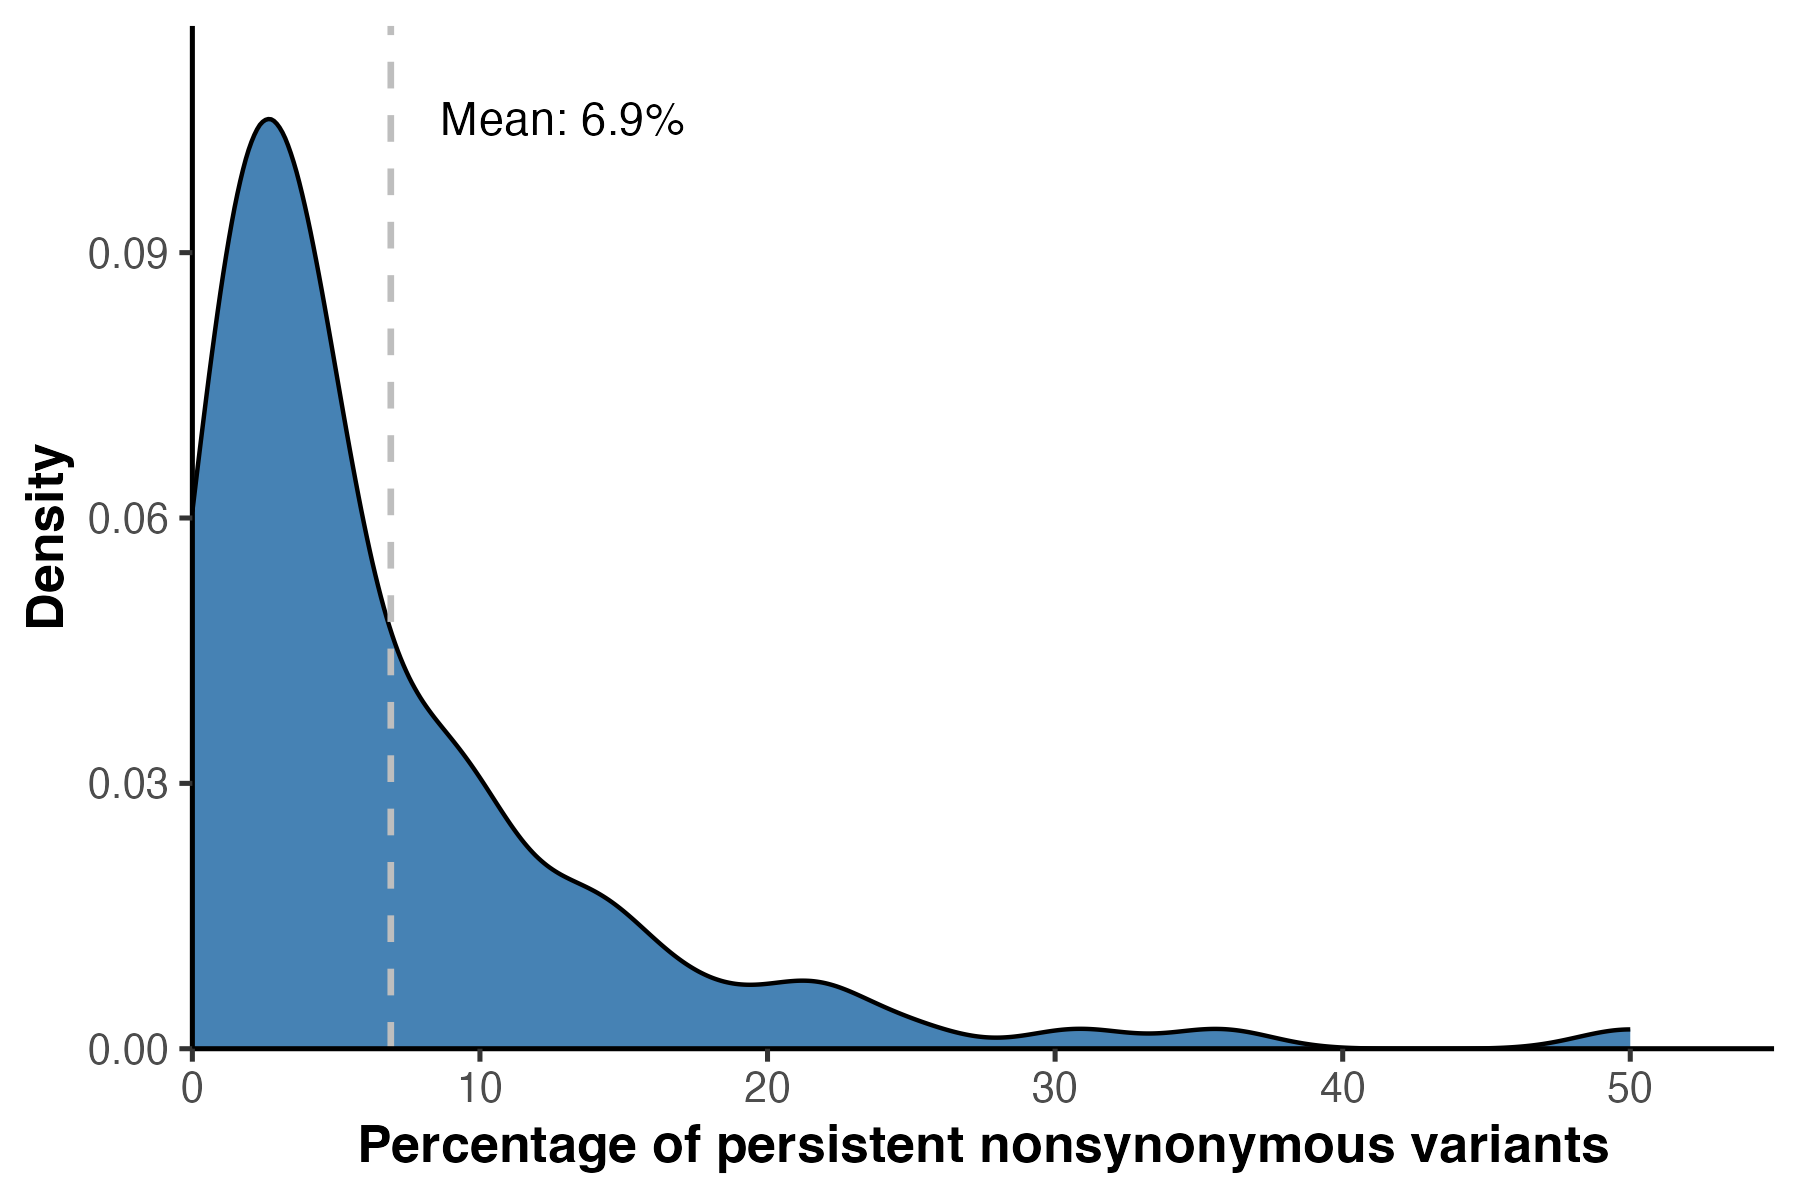 Mean: 6.9%
Density
0.09
0.06
0.03
0.00
0 10 20 30 40 50
Percentage of persistent nonsynonymous variants